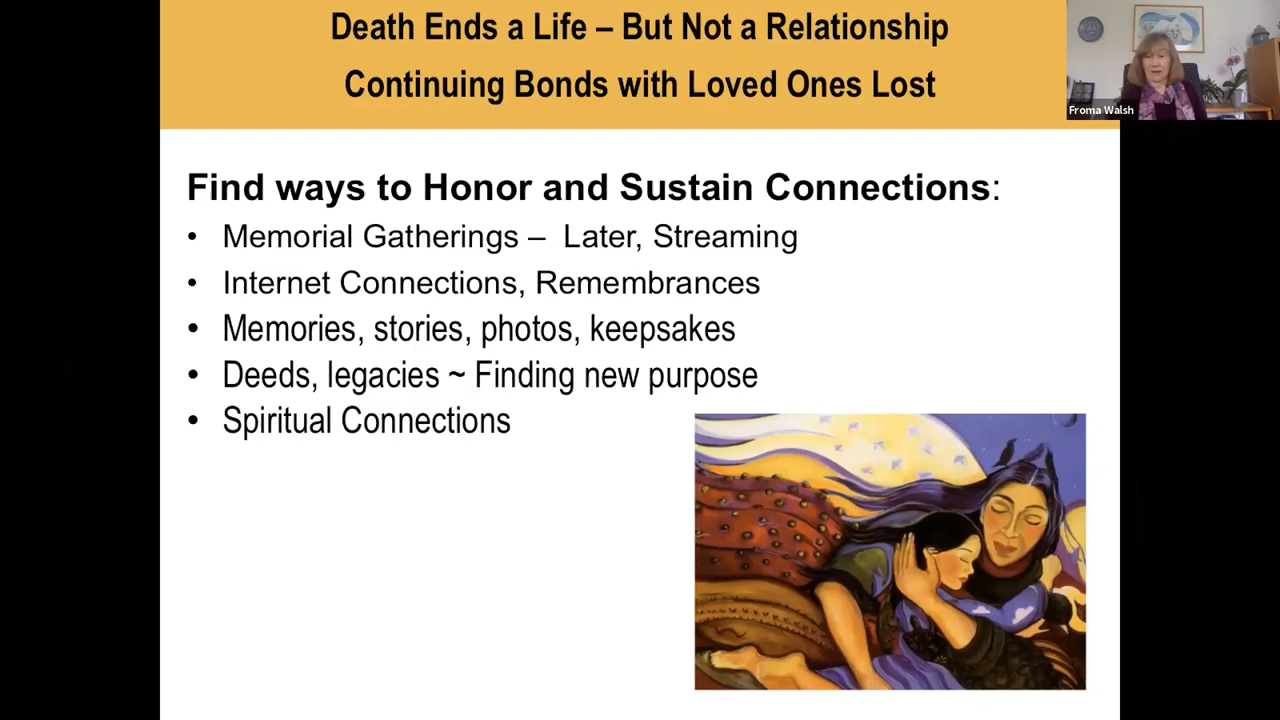 Death Ends a Life – But Not a Relationship
Continuing Bonds with Loved Ones Lost
Froma Walsh
Find ways to Honor and Sustain Connections:
• Memorial Gatherings – Later, Streaming
• Internet Connections, Remembrances
• Memories, stories, photos, keepsakes
• Deeds, legacies ~ Finding new purpose
• Spiritual Connections